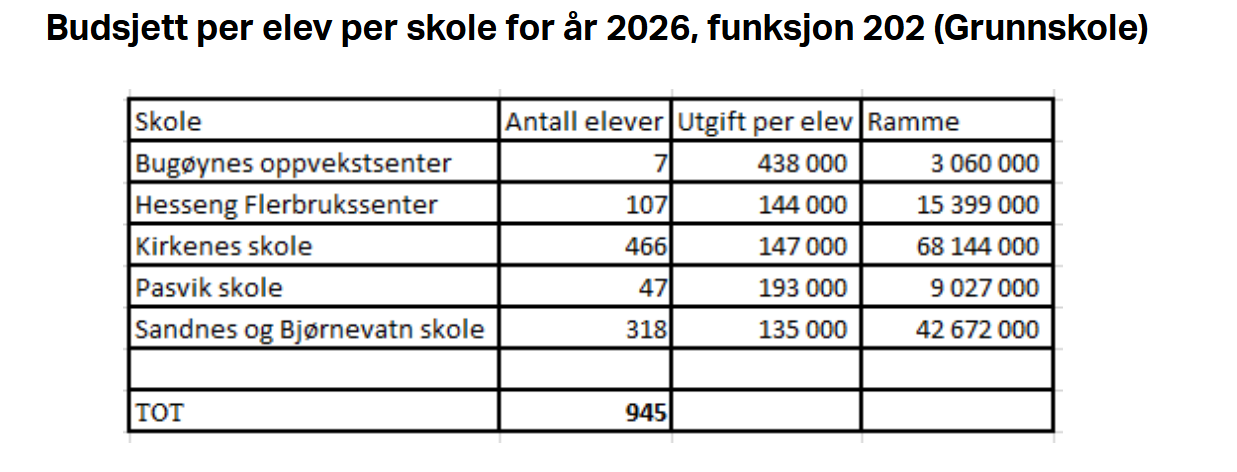 Budsjett per elev per skole for år 2026, funksjon 202 (Grunnskole)
Skole Antall elever Utgift per elev Ramme
Bugøynes oppvekstsenter 7 438 000 3 060 000
Hesseng Flerbrukssenter 107 144 000 15 399 000
Kirkenes skole 466 147 000 68 144 000
Pasvik skole 47 193 000 9 027 000
Sandnes og Bjørnevatn skole 318 135 000 42 672 000
TOT 945